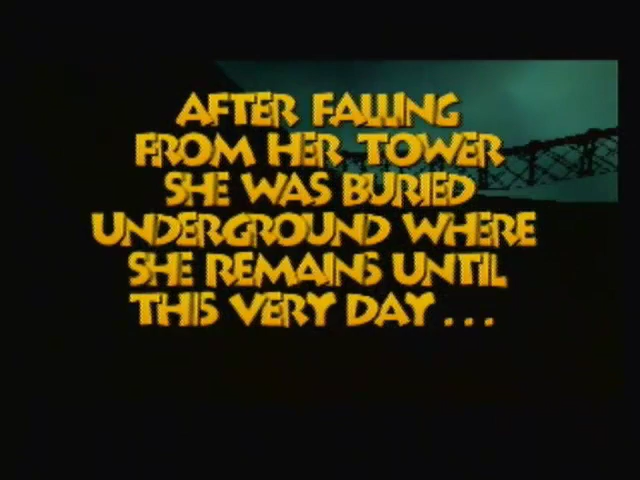 AFTER FALLING
FROM HER TOWER
SHE WAS BURIED
UNDERGROUND WHERE
SHE REMAINS UNTIL
THIS VERY DAY...